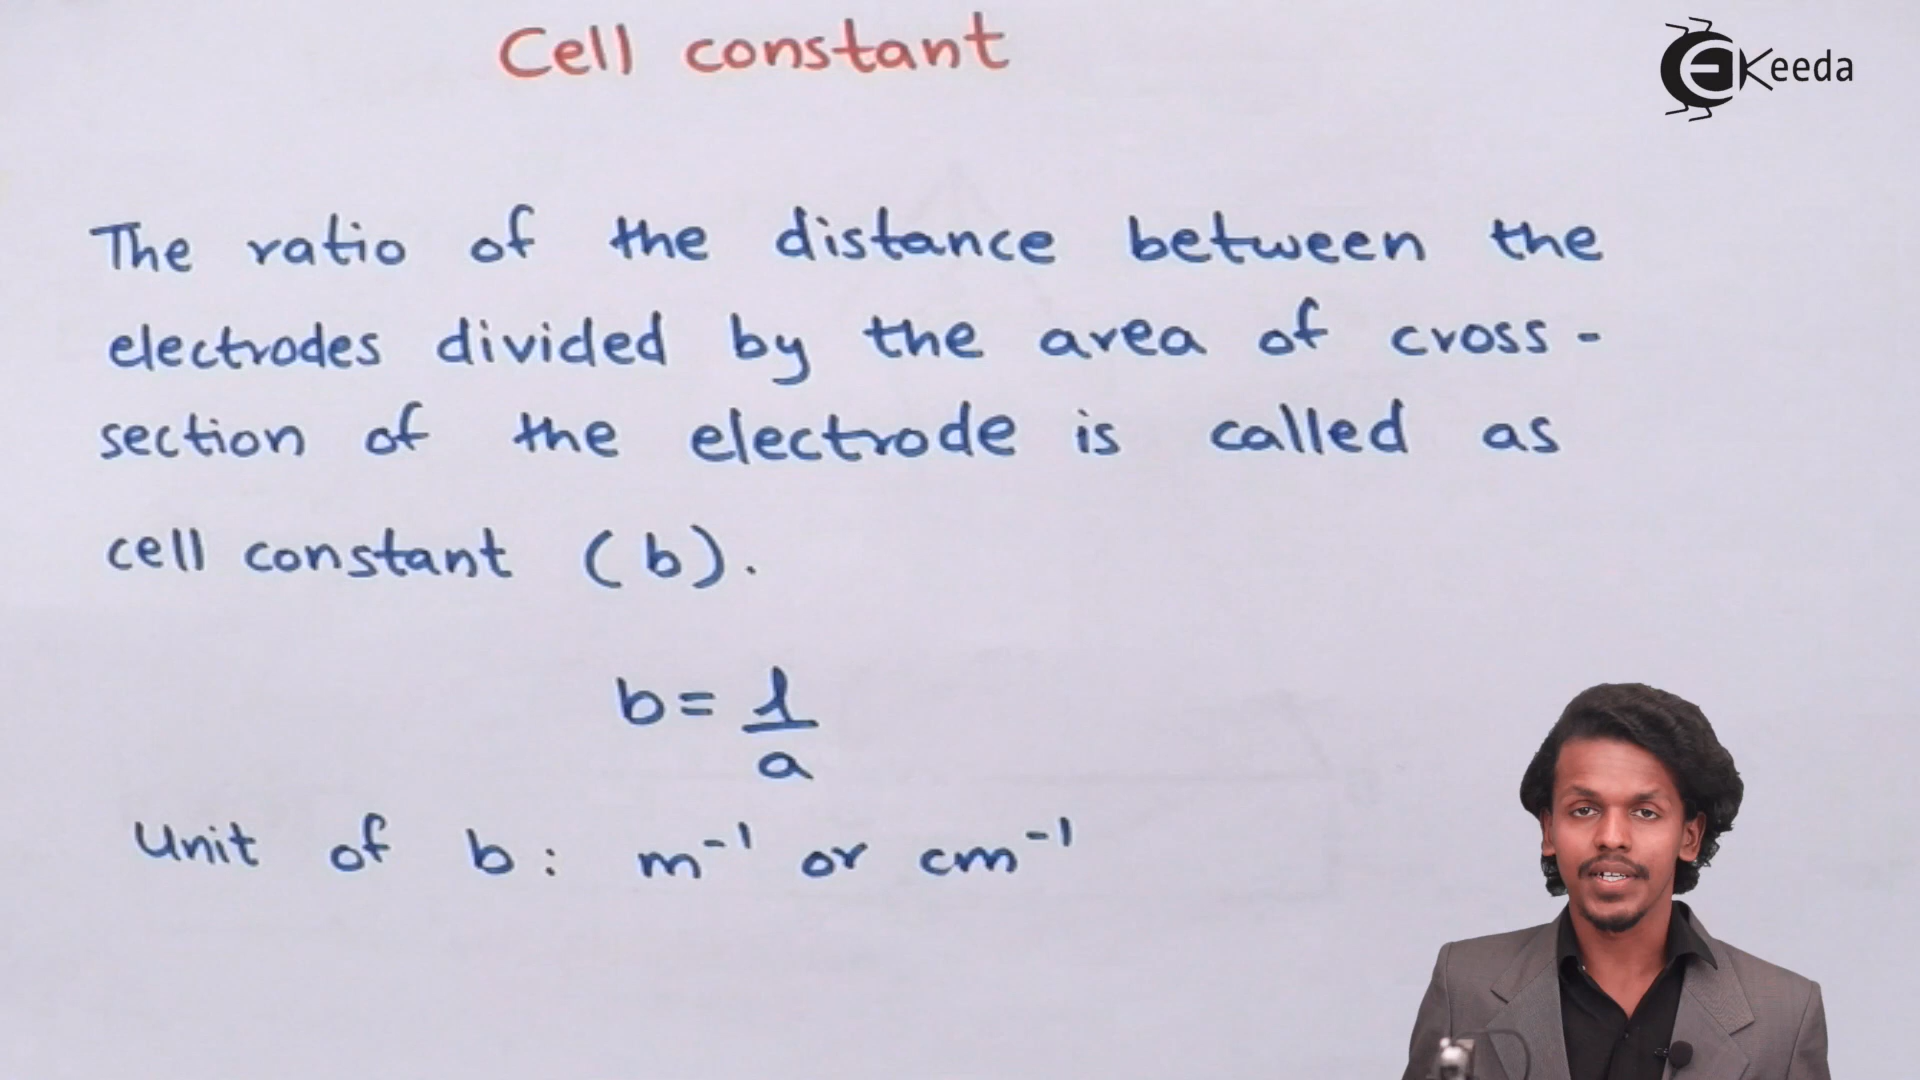 Cell constant
EKeeda
The ratio of the distance between the
electrodes divided by the area of cross-
section of the electrode is called as
cell constant (b).
b = l
a
Unit of b : m⁻¹ or cm⁻¹